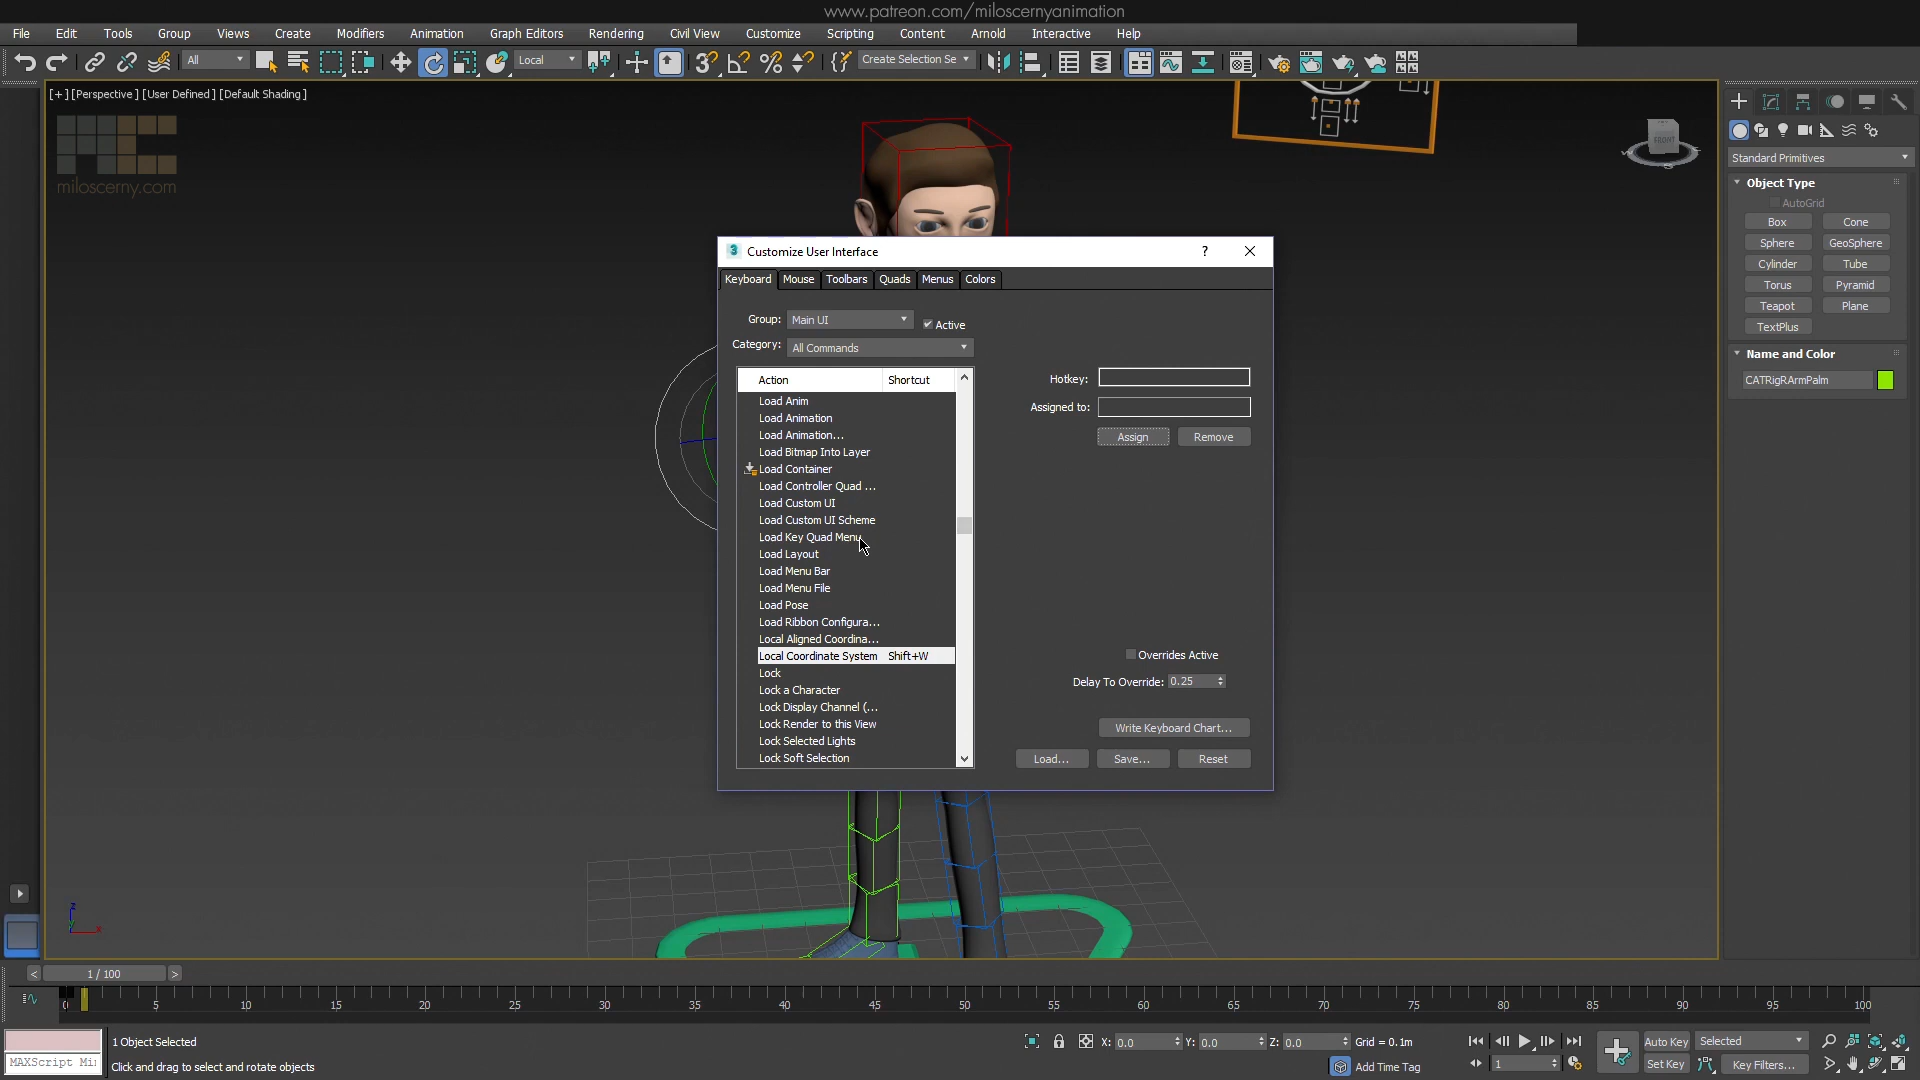 www.patreon.com/miloscernyanimation
File Edit Tools Group Views Create Modifiers Animation Graph Editors Rendering Civil View Customize Scripting Content Arnold Interactive Help
All Local Create Selection Se
[+] [Perspective] [User Defined] [Default Shading]
miloscerny.com
FRONT
Standard Primitives
Object Type
AutoGrid
Box Cone
Sphere GeoSphere
Cylinder Tube
Torus Pyramid
Teapot Plane
TextPlus
Name and Color
CATRigRArmPalm
3 Customize User Interface ?
Keyboard Mouse Toolbars Quads Menus Colors
Group: Main UI Active
Category: All Commands
Action Shortcut
Load Anim
Load Animation
Load Animation...
Load Bitmap Into Layer
Load Container
Load Controller Quad ...
Load Custom UI
Load Custom UI Scheme
Load Key Quad Menu
Load Layout
Load Menu Bar
Load Menu File
Load Pose
Load Ribbon Configura...
Local Aligned Coordina...
Local Coordinate System Shift+W
Lock
Lock a Character
Lock Display Channel (...
Lock Render to this View
Lock Selected Lights
Lock Soft Selection
Hotkey:
Assigned to:
Assign Remove
Overrides Active
Delay To Override: 0.25
Write Keyboard Chart...
Load... Save... Reset
z
x
< 1 / 100 >
0 5 10 15 20 25 30 35 40 45 50 55 60 65 70 75 80 85 90 95 100
1 Object Selected
X: 0.0 Y: 0.0 Z: 0.0 Grid = 0.1m
Auto Key Selected
MAXScript Mi
Click and drag to select and rotate objects
Add Time Tag
1
Set Key Key Filters...